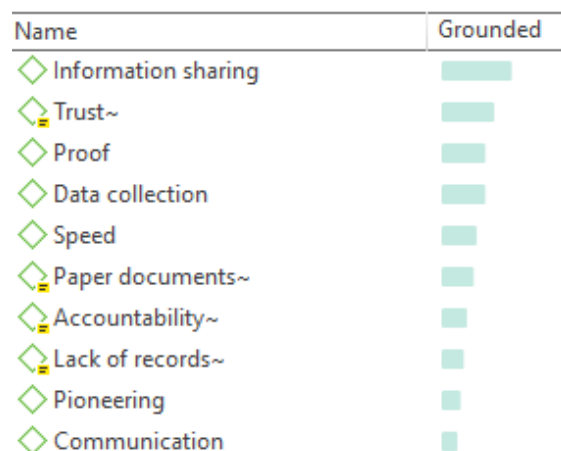 Name Grounded
Information sharing
Trust~
Proof
Data collection
Speed
Paper documents~
Accountability~
Lack of records~
Pioneering
Communication